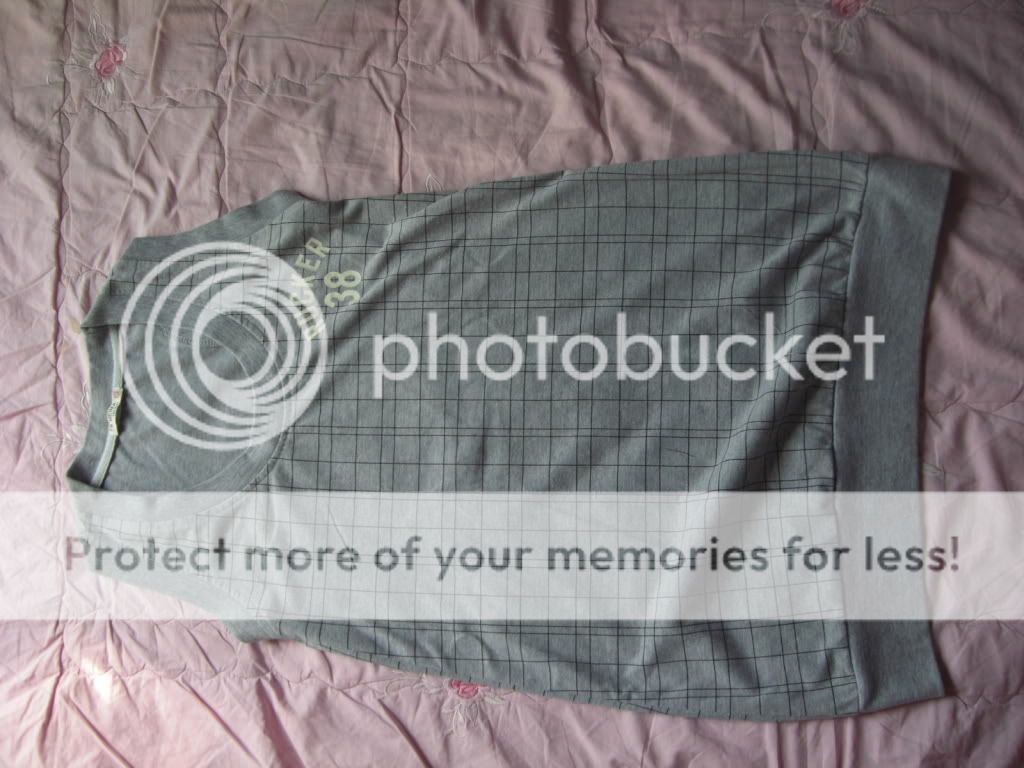 38
photobucket
Protect more of your memories for less!